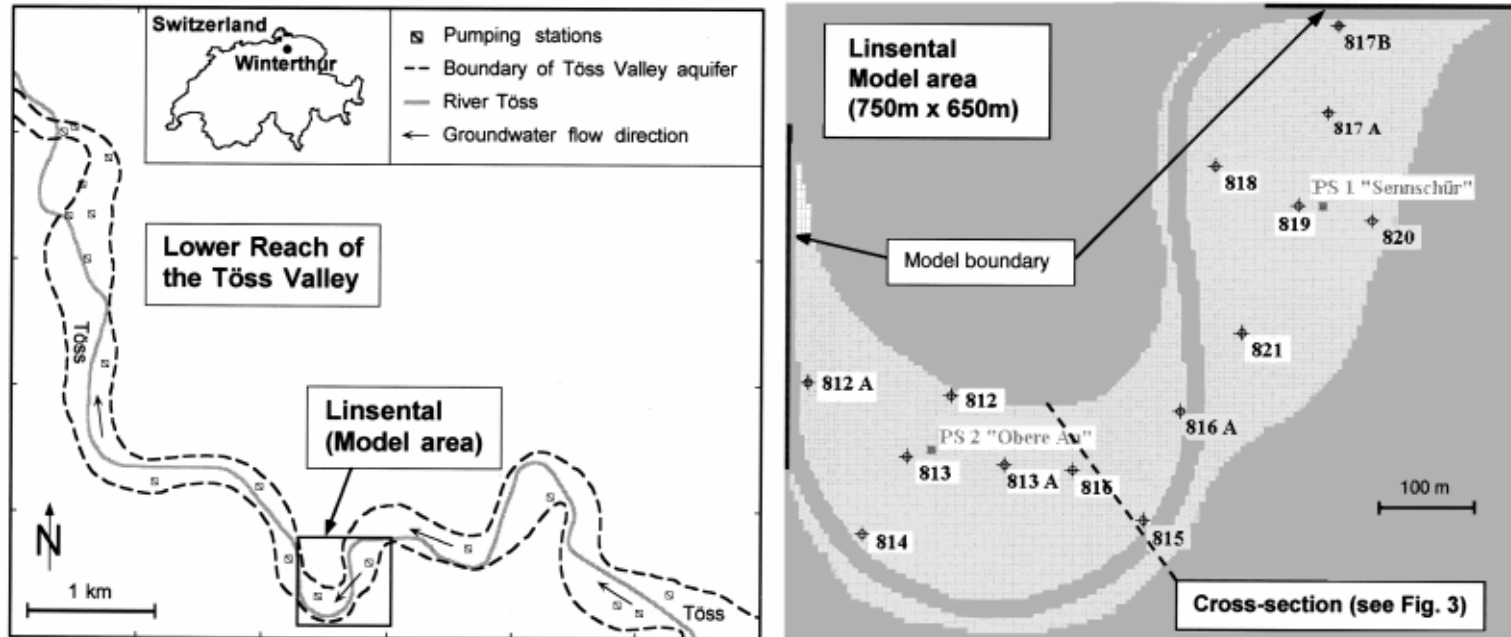 Switzerland
Winterthur
Pumping stations
Boundary of Töss Valley aquifer
River Töss
Groundwater flow direction
Lower Reach of
the Töss Valley
Töss
Linsental
(Model area)
N
1 km
Töss
Linsental
Model area
(750m x 650m)
817B
817 A
818
PS 1 "Sennschür"
819
820
Model boundary
821
812 A
812
816 A
PS 2 "Obere Au"
813
813 A
816
100 m
814
815
Cross-section (see Fig. 3)